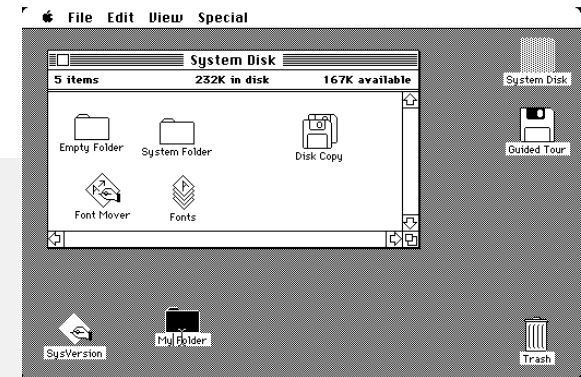 File Edit View Special
System Disk
5 items 232K in disk 167K available
System Disk
Empty Folder System Folder Disk Copy
Guided Tour
Font Mover Fonts
SysVersion My Folder Trash